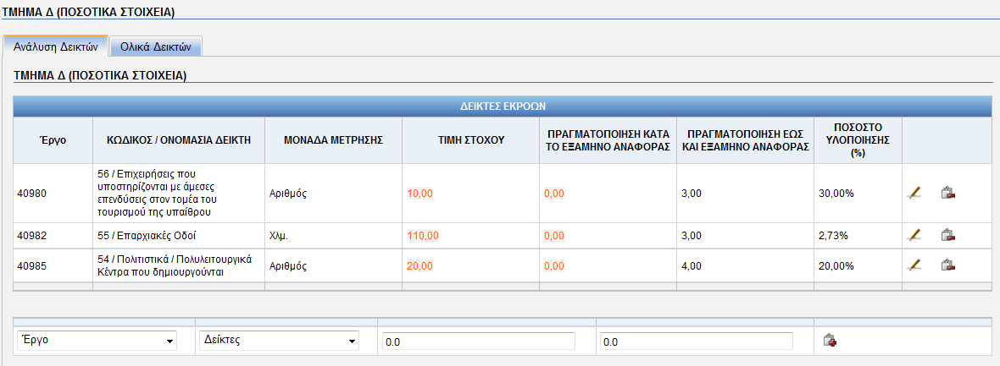 ΤΜΗΜΑ Δ (ΠΟΣΟΤΙΚΑ ΣΤΟΙΧΕΙΑ)
Ανάλυση Δεικτών Ολικά Δεικτών
ΤΜΗΜΑ Δ (ΠΟΣΟΤΙΚΑ ΣΤΟΙΧΕΙΑ)
ΔΕΙΚΤΕΣ ΕΚΡΟΩΝ
Έργο
ΚΩΔΙΚΟΣ / ΟΝΟΜΑΣΙΑ ΔΕΙΚΤΗ
ΜΟΝΑΔΑ ΜΕΤΡΗΣΗΣ
ΤΙΜΗ ΣΤΟΧΟΥ
ΠΡΑΓΜΑΤΟΠΟΙΗΣΗ ΚΑΤΑ
ΤΟ ΕΞΑΜΗΝΟ ΑΝΑΦΟΡΑΣ
ΠΡΑΓΜΑΤΟΠΟΙΗΣΗ ΕΩΣ
ΚΑΙ ΕΞΑΜΗΝΟ ΑΝΑΦΟΡΑΣ
ΠΟΣΟΣΤΟ
ΥΛΟΠΟΙΗΣΗΣ
(%)
40980
56 / Επιχειρήσεις που
υποστηρίζονται με άμεσες
επενδύσεις στον τομέα του
τουρισμού της υπαίθρου
Αριθμός
10,00
0,00
3,00
30,00%
40982
55 / Επαρχιακές Οδοί
Χλμ.
110,00
0,00
3,00
2,73%
40985
54 / Πολιτιστικά / Πολυλειτουργικά
Κέντρα που δημιουργούνται
Αριθμός
20,00
0,00
4,00
20,00%
Έργο
Δείκτες
0.0
0.0